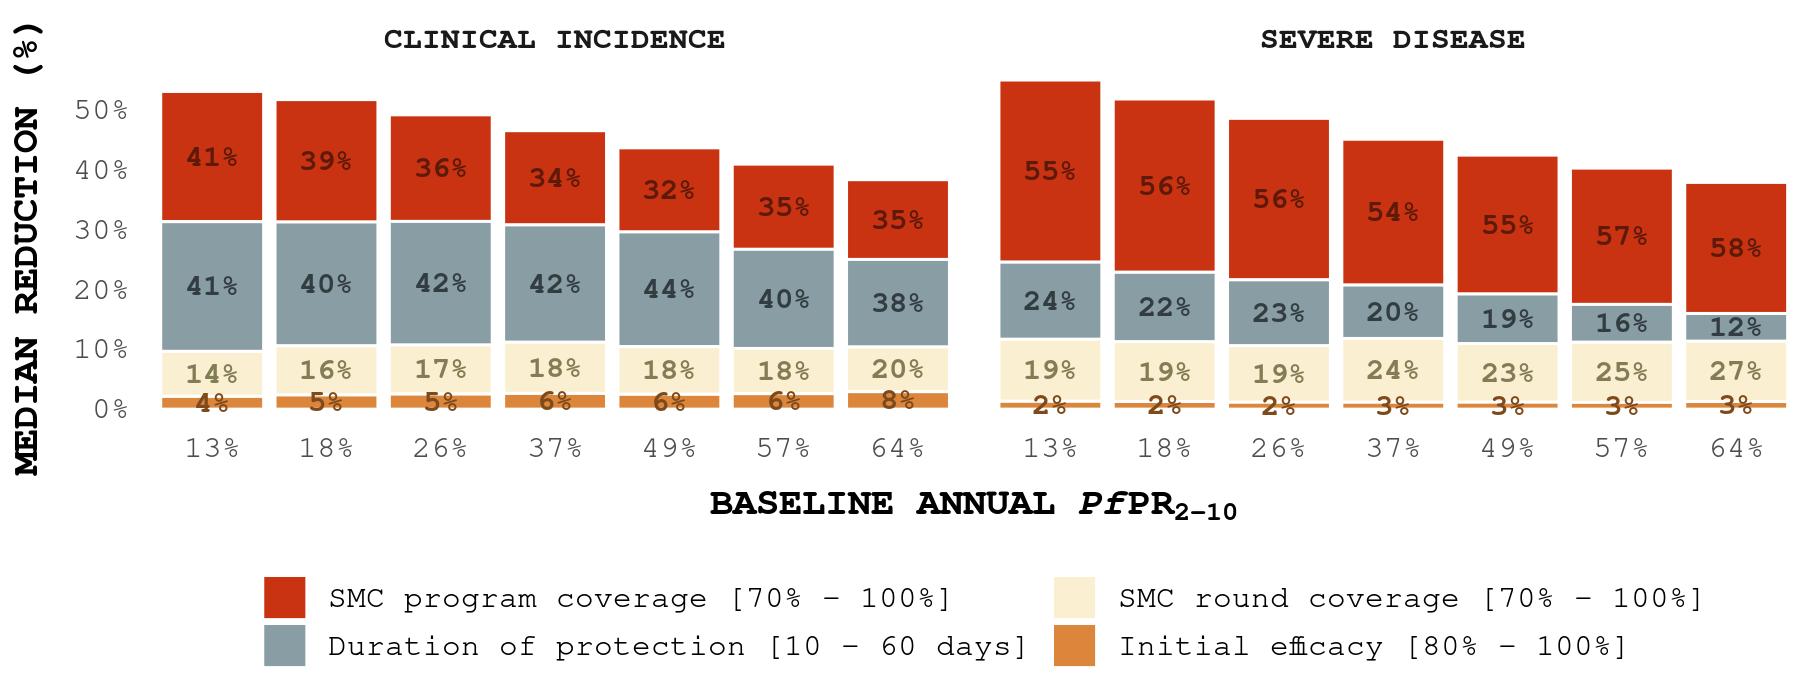 MEDIAN REDUCTION (%)
CLINICAL INCIDENCE
SEVERE DISEASE
50%
40%
30%
20%
10%
0%
41% 39% 36% 34% 32% 35% 35%
41% 40% 42% 42% 44% 40% 38%
14% 16% 17% 18% 18% 18% 20%
4% 5% 5% 6% 6% 6% 8%
13% 18% 26% 37% 49% 57% 64%
55% 56% 56% 54% 55% 57% 58%
24% 22% 23% 20% 19% 16% 12%
19% 19% 19% 24% 23% 25% 27%
2% 2% 2% 3% 3% 3% 3%
13% 18% 26% 37% 49% 57% 64%
BASELINE ANNUAL PfPR2–10
SMC program coverage [70% – 100%]
SMC round coverage [70% – 100%]
Duration of protection [10 – 60 days]
Initial efficacy [80% – 100%]